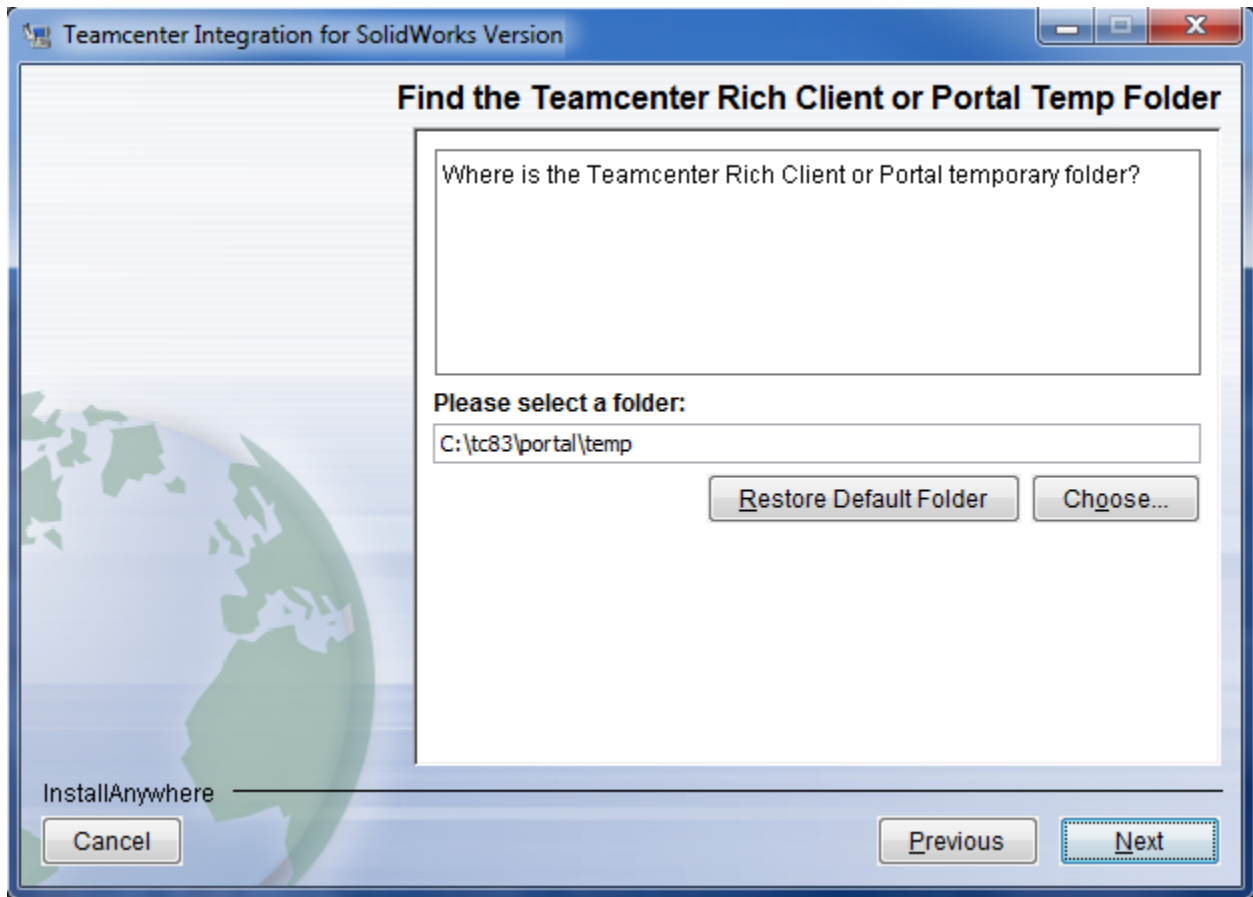 Teamcenter Integration for SolidWorks Version
Find the Teamcenter Rich Client or Portal Temp Folder
Where is the Teamcenter Rich Client or Portal temporary folder?
Please select a folder:
C:\tc83\portal\temp
Restore Default Folder
Choose...
InstallAnywhere
Cancel
Previous
Next